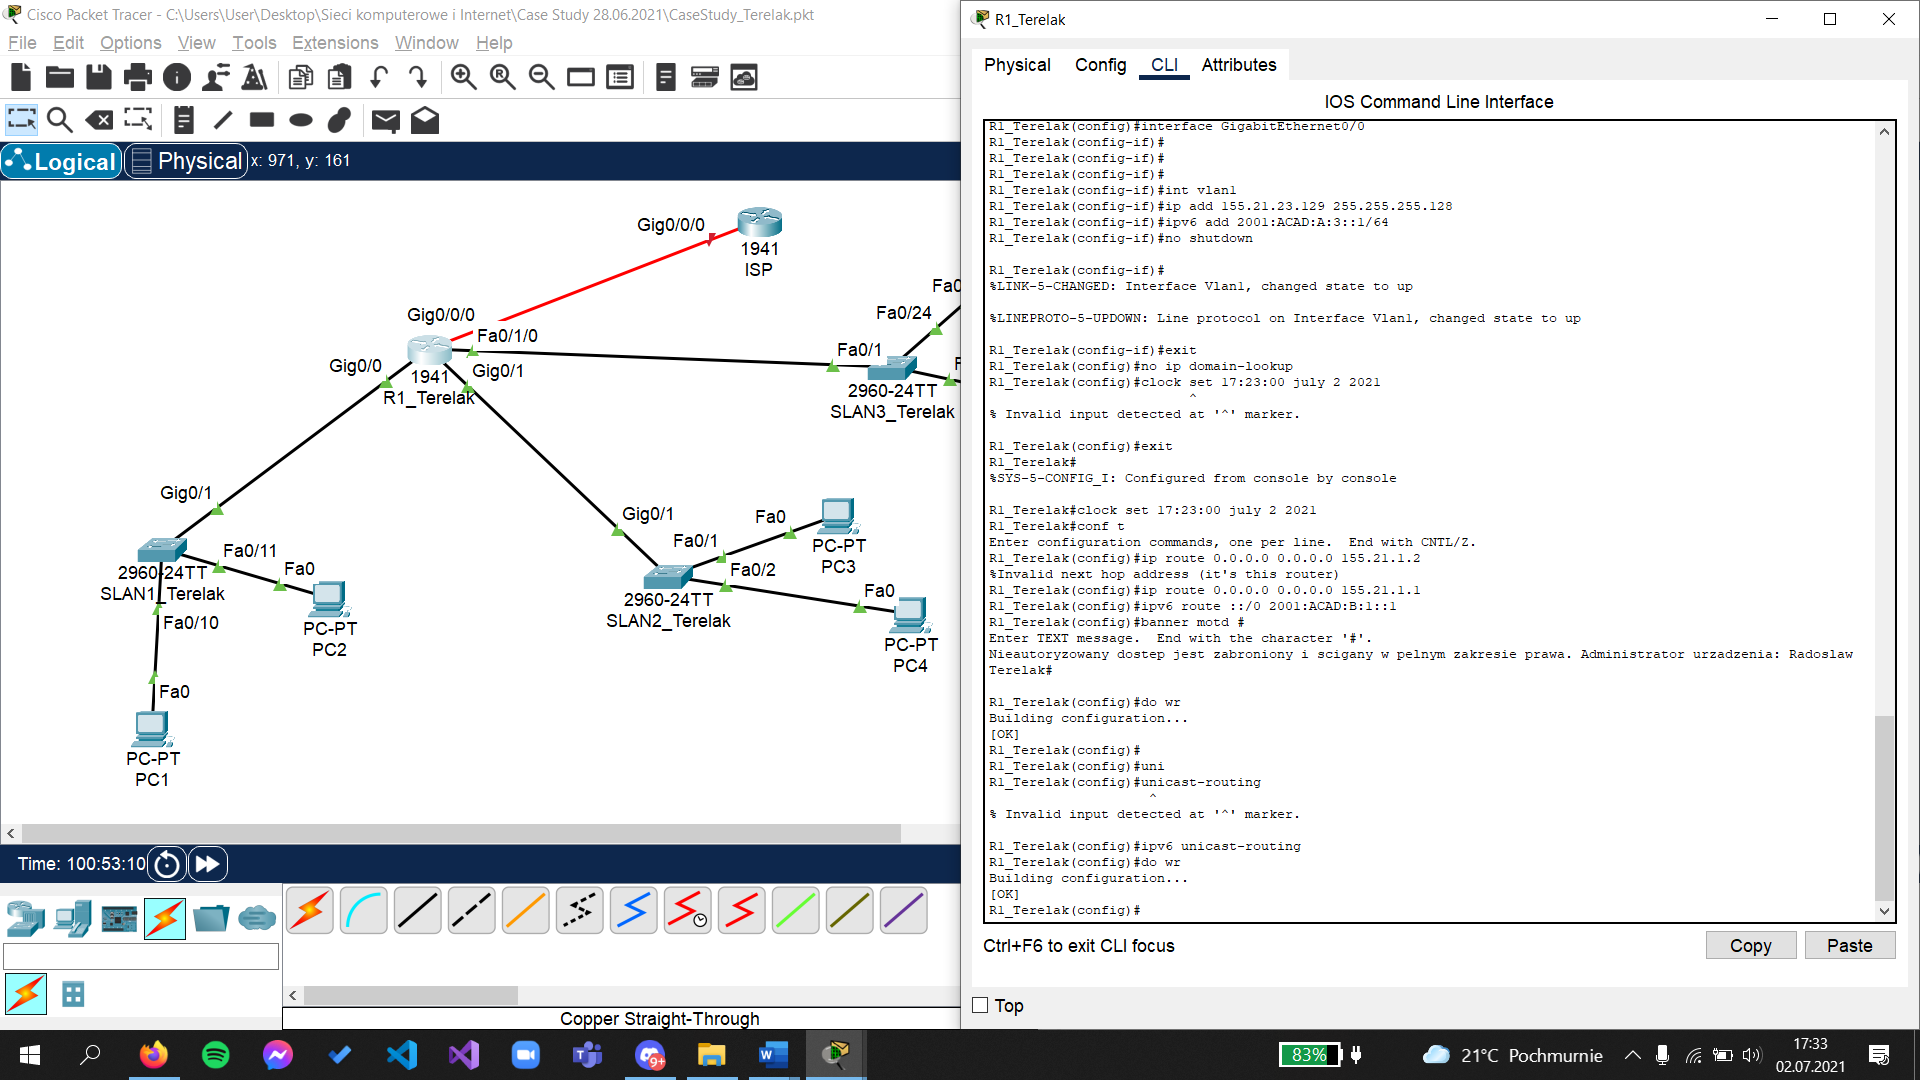 Cisco Packet Tracer - C:\Users\User\Desktop\Sieci komputerowe i Internet\Case Study 28.06.2021\CaseStudy_Terelak.pkt
File Edit Options View Tools Extensions Window Help
Logical Physical x: 971, y: 161
Gig0/0/0
1941
ISP
Fa0
Gig0/0/0
Fa0/24
Fa0/1/0
Fa0/1
F
Gig0/0
Gig0/1
1941
R1_Terelak
2960-24TT
SLAN3_Terelak
Gig0/1
Gig0/1
Fa0
Fa0/1
PC-PT
PC3
Fa0/11
Fa0/2
Fa0
2960-24TT
SLAN1_Terelak
Fa0
2960-24TT
SLAN2_Terelak
Fa0/10
PC-PT
PC2
PC-PT
PC4
Fa0
PC-PT
PC1
Time: 100:53:10
Copper Straight-Through
R1_Terelak
Physical Config CLI Attributes
IOS Command Line Interface
R1_Terelak(config)#interface GigabitEthernet0/0
R1_Terelak(config-if)#
R1_Terelak(config-if)#
R1_Terelak(config-if)#
R1_Terelak(config-if)#int vlan1
R1_Terelak(config-if)#ip add 155.21.23.129 255.255.255.128
R1_Terelak(config-if)#ipv6 add 2001:ACAD:A:3::1/64
R1_Terelak(config-if)#no shutdown
R1_Terelak(config-if)#
%LINK-5-CHANGED: Interface Vlan1, changed state to up
%LINEPROTO-5-UPDOWN: Line protocol on Interface Vlan1, changed state to up
R1_Terelak(config-if)#exit
R1_Terelak(config)#no ip domain-lookup
R1_Terelak(config)#clock set 17:23:00 july 2 2021
^
% Invalid input detected at '^' marker.
R1_Terelak(config)#exit
R1_Terelak#
%SYS-5-CONFIG_I: Configured from console by console
R1_Terelak#clock set 17:23:00 july 2 2021
R1_Terelak#conf t
Enter configuration commands, one per line.  End with CNTL/Z.
R1_Terelak(config)#ip route 0.0.0.0 0.0.0.0 155.21.1.2
%Invalid next hop address (it's this router)
R1_Terelak(config)#ip route 0.0.0.0 0.0.0.0 155.21.1.1
R1_Terelak(config)#ipv6 route ::/0 2001:ACAD:B:1::1
R1_Terelak(config)#banner motd #
Enter TEXT message.  End with the character '#'.
Nieautoryzowany dostep jest zabroniony i scigany w pelnym zakresie prawa. Administrator urzadzenia: Radoslaw
Terelak#
R1_Terelak(config)#do wr
Building configuration...
[OK]
R1_Terelak(config)#
R1_Terelak(config)#uni
R1_Terelak(config)#unicast-routing
^
% Invalid input detected at '^' marker.
R1_Terelak(config)#ipv6 unicast-routing
R1_Terelak(config)#do wr
Building configuration...
[OK]
R1_Terelak(config)#
Ctrl+F6 to exit CLI focus
Copy
Paste
Top
9+
83%
21°C Pochmurnie
17:33
02.07.2021